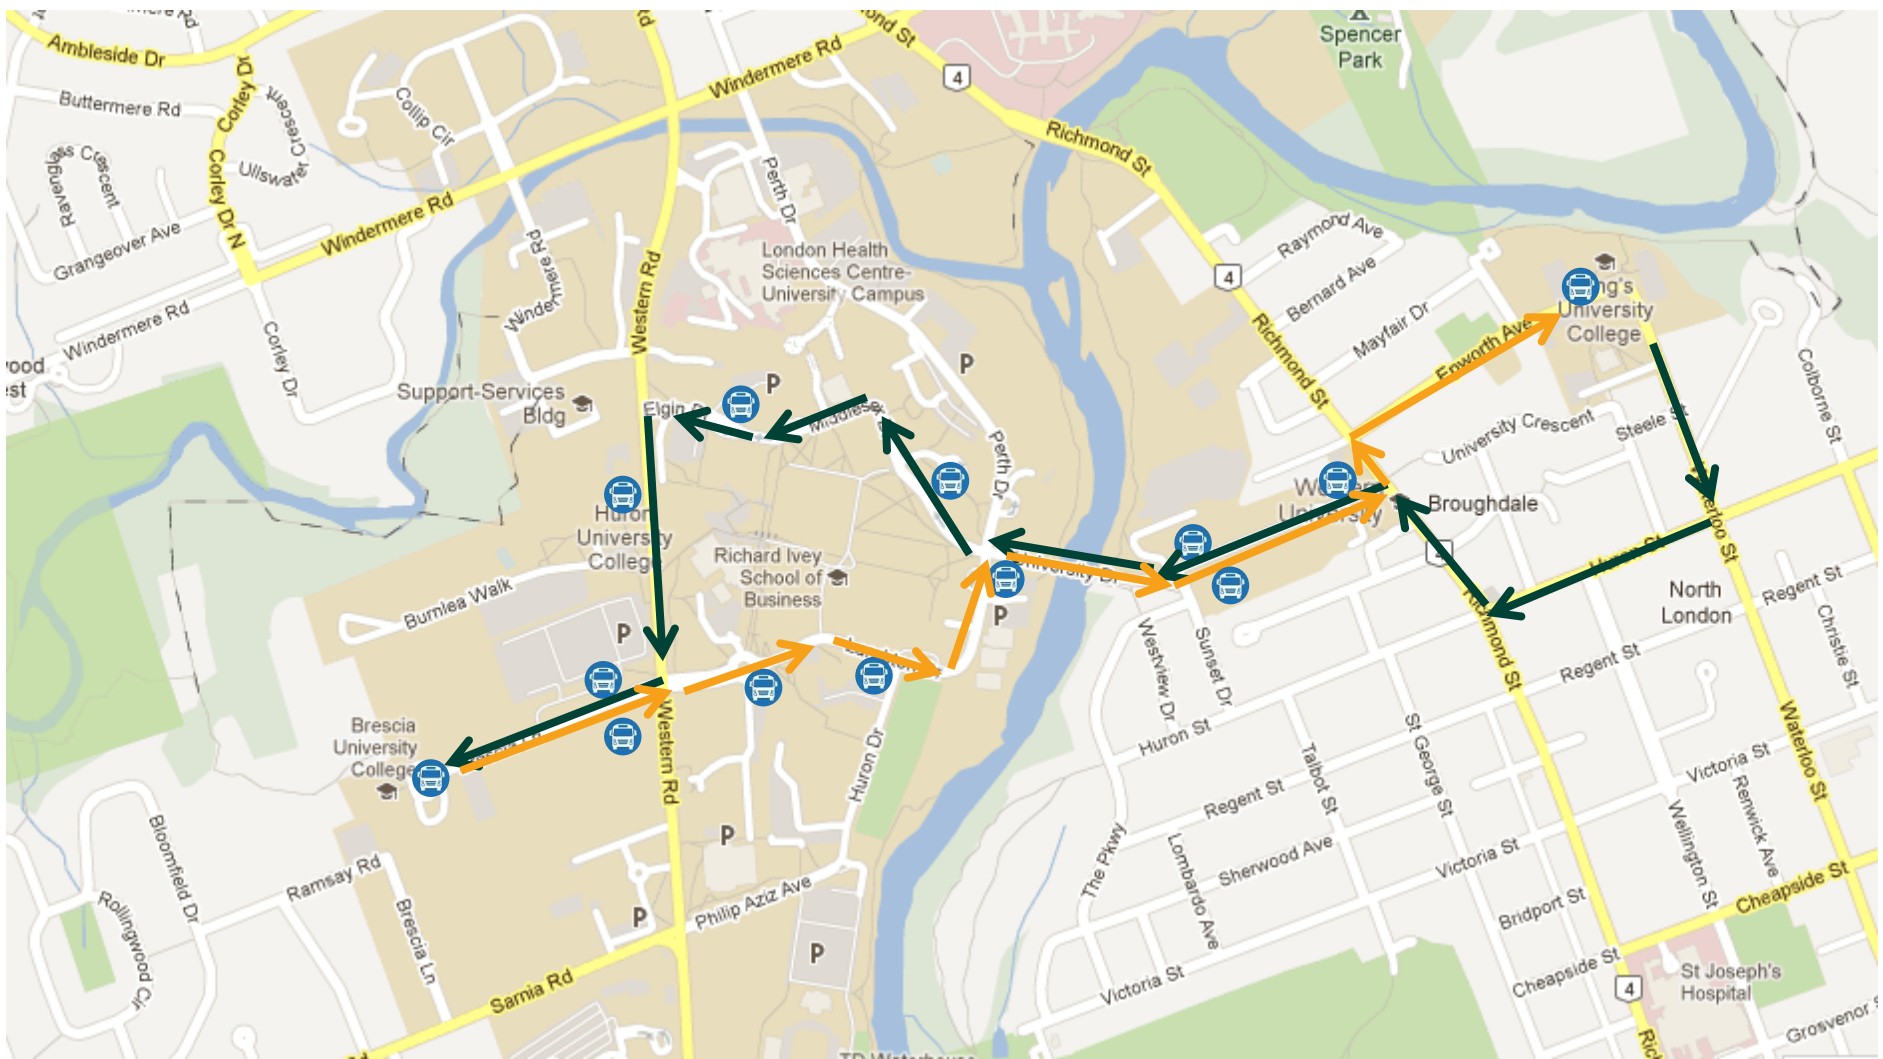 Ambleside Dr
Buttermere Rd
Corley Dr
Crescent
Ullswater
Corley Dr N
Grangeover Ave
Windermere Rd
Windermere Rd
Corley Dr
Collip Cir
Windermere Rd
Rd
Richmond St
4
Spencer
Park
Perth Dr
London Health
Sciences Centre-
University Campus
Western Rd
Support-Services
Bldg
Elgin Dr
P
P
Perth Dr
4
Raymond Ave
Bernard Ave
Mayfair Dr
Richmond St
Epworth Ave
University
College
Colborne St
University Crescent
Steele St
Broughdale
University
Huron
University
College
Richard Ivey
School of
Business
University Dr
Burnlea Walk
P
P
Huron St
Waterloo St
North
London
Regent St
Christie St
Richmond St
Regent St
Westview Dr
Sunset Dr
Huron St
Brescia
University
College
Western Rd
Huron Dr
P
Talbot St
St George St
Regent St
Victoria St
Waterloo St
Renwick Ave
Wellington St
The Pkwy
Lombardo Ave
Sherwood Ave
Victoria St
Cheapside St
Bridport St
Bloomfield Dr
Ramsay Rd
Rollingwood Cir
Brescia Ln
Philip Aziz Ave
P
P
Sarnia Rd
Victoria St
Cheapside St
4
St Joseph's
Hospital
Grosvenor S